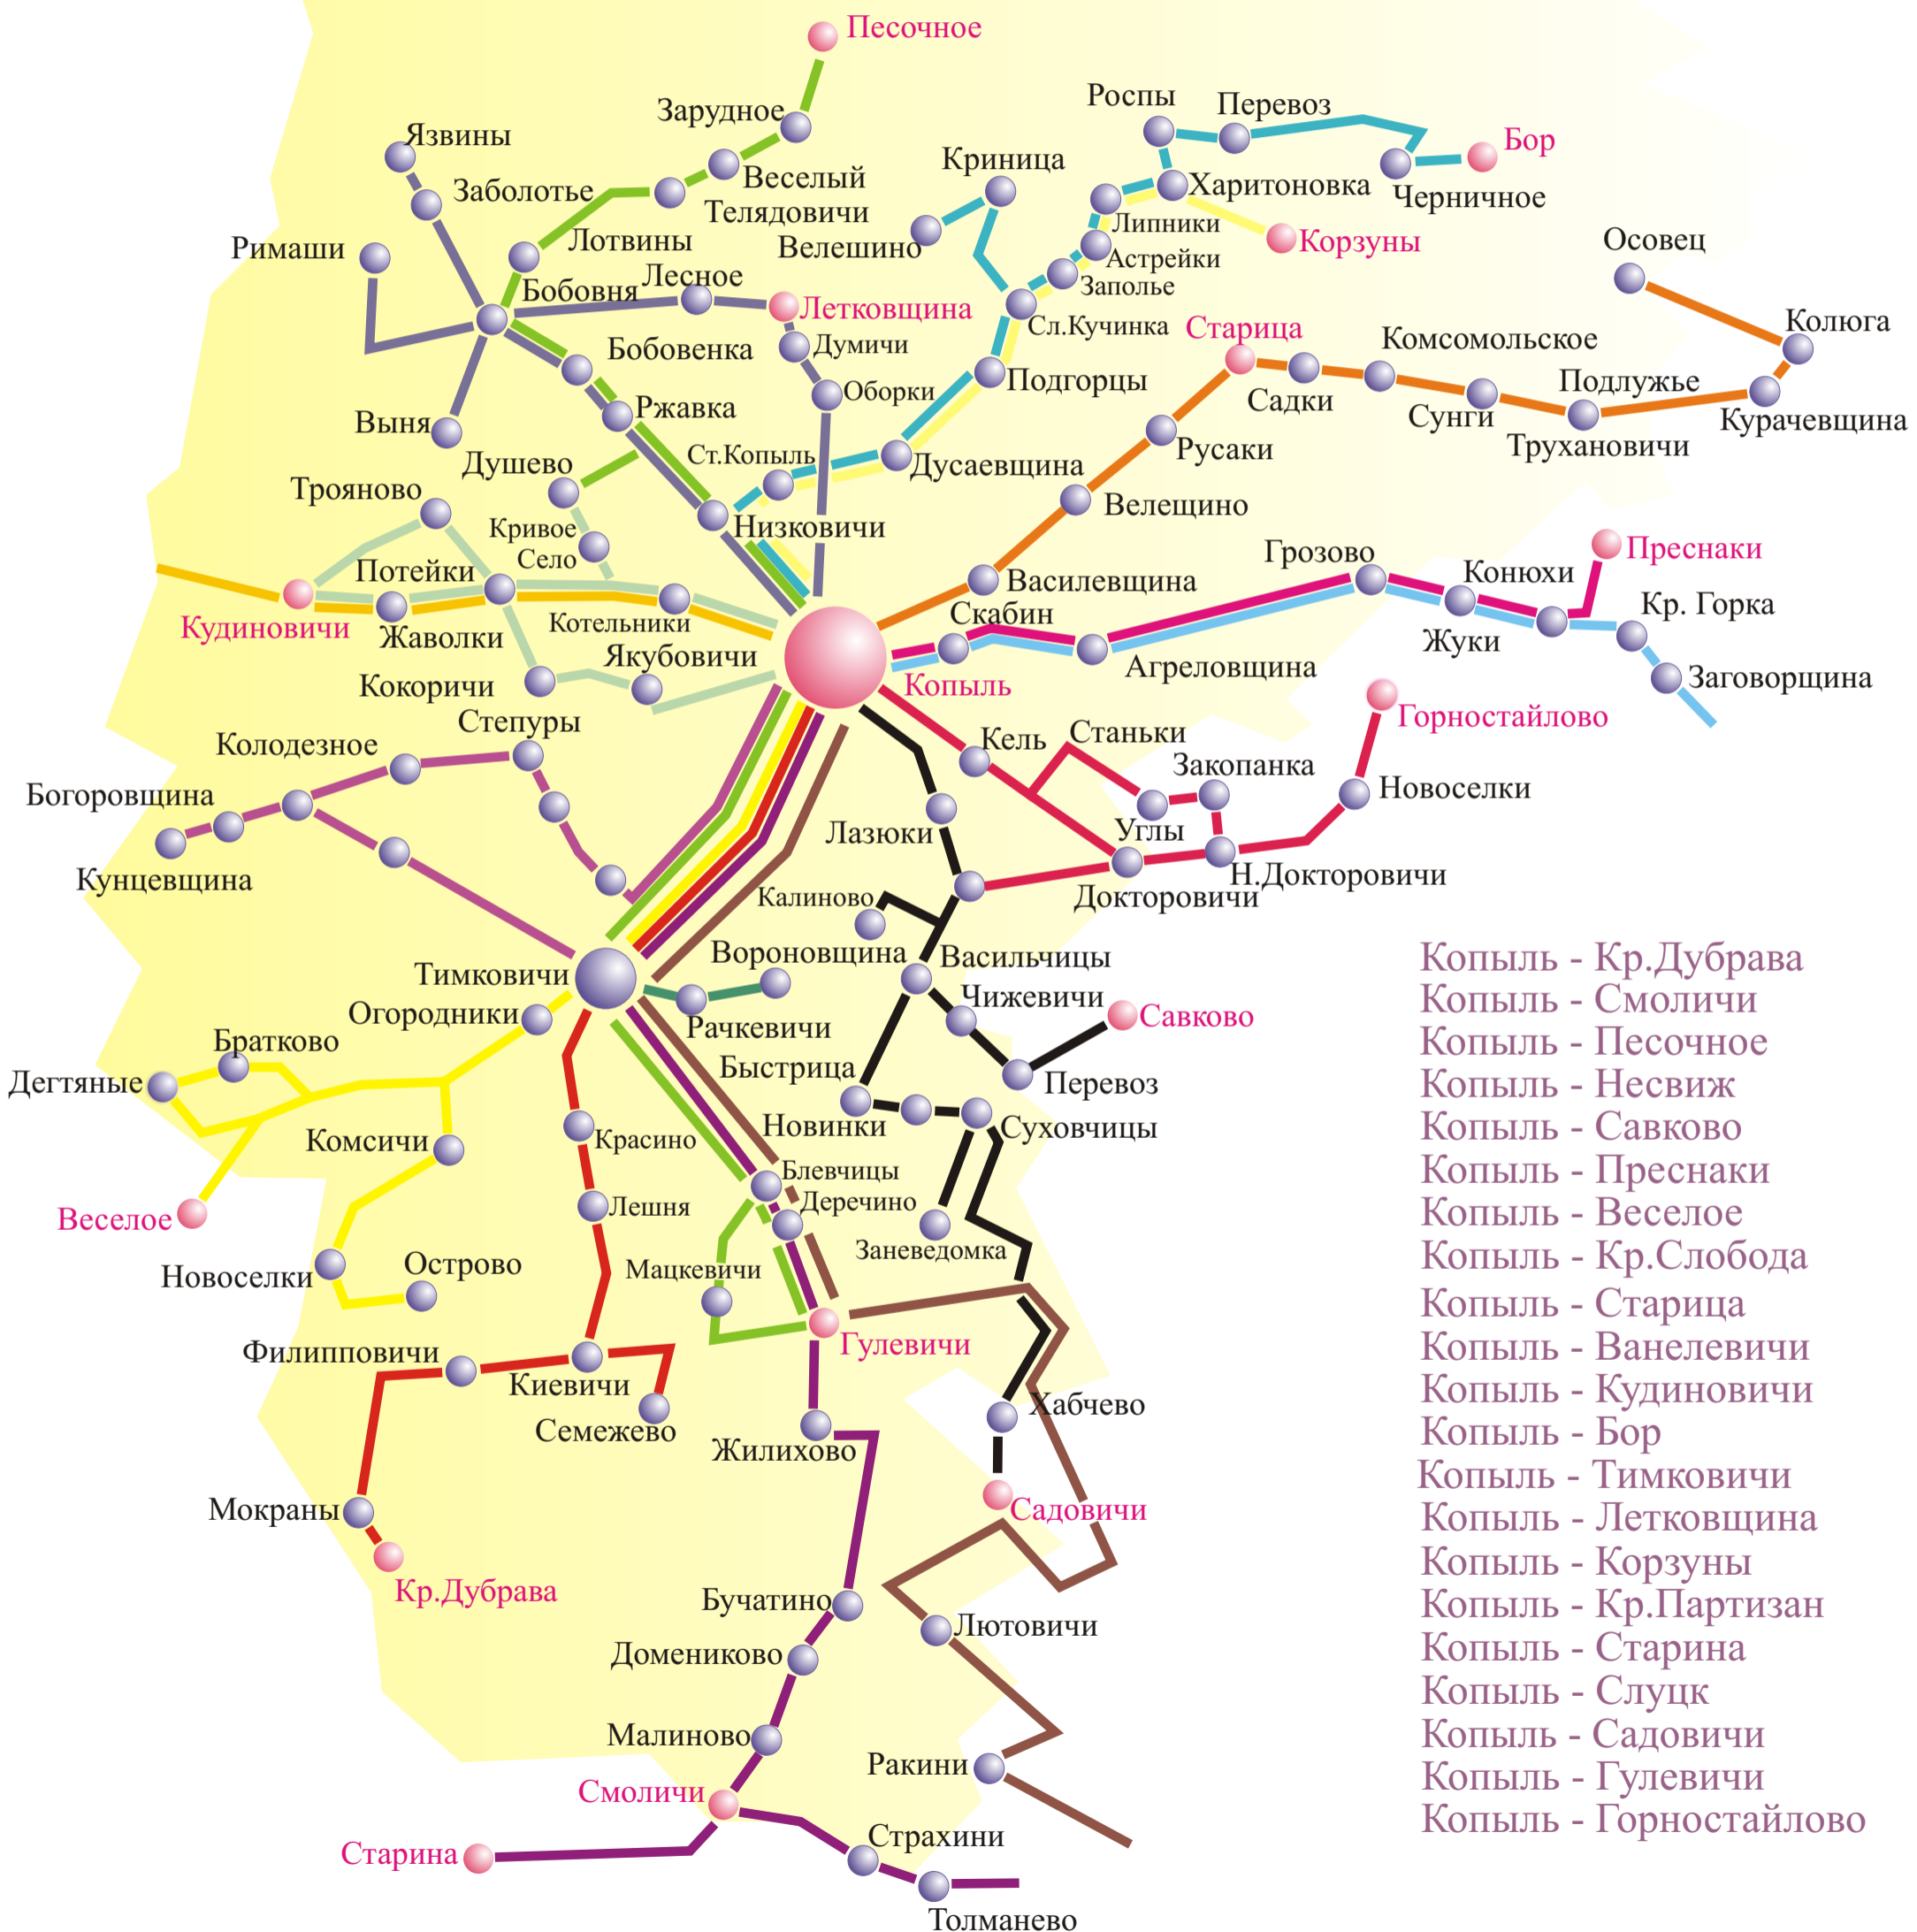 Песочное
Зарудное
Роспы
Перевоз
Бор
Язвины
Криница
Веселый
Харитоновка
Черничное
Заболотье
Телядовичи
Липники
Велешино
Корзуны
Римаши
Лотвины
Осовец
Астрейки
Лесное
Заполье
Бобовня
Летковщина
Сл.Кучинка
Старица
Колюга
Бобовенка
Думичи
Комсомольское
Подгорцы
Подлужье
Оборки
Садки
Ржавка
Сунги
Курачевщина
Выня
Русаки
Трухановичи
Душево
Ст.Копыль
Дусаевщина
Трояново
Велещино
Кривое
Село
Низковичи
Грозово
Преснаки
Потейки
Василевщина
Конюхи
Кр. Горка
Кудиновичи
Жаволки
Котельники
Скабин
Жуки
Якубовичи
Агреловщина
Заговорщина
Кокоричи
Копыль
Степуры
Горностайлово
Колодезное
Кель
Станьки
Закопанка
Богоровщина
Новоселки
Лазюки
Углы
Кунцевщина
Н.Докторовичи
Калиново
Докторовичи
Вороновщина
Васильчицы
Тимковичи
Чижевичи
Огородники
Рачкевичи
Савково
Братково
Быстрица
Дегтяные
Перевоз
Новинки
Суховчицы
Комсичи
Красино
Блевчицы
Деречино
Лешня
Веселое
Заневедомка
Мацкевичи
Новоселки
Острово
Гулевичи
Филипповичи
Киевичи
Хабчево
Семежево
Жилихово
Мокраны
Садовичи
Кр.Дубрава
Бучатино
Лютовичи
Домениково
Малиново
Ракини
Смоличи
Страхини
Старина
Толманево
Копыль - Кр.Дубрава
Копыль - Смоличи
Копыль - Песочное
Копыль - Несвиж
Копыль - Савково
Копыль - Преснаки
Копыль - Веселое
Копыль - Кр.Слобода
Копыль - Старица
Копыль - Ванелевичи
Копыль - Кудиновичи
Копыль - Бор
Копыль - Тимковичи
Копыль - Летковщина
Копыль - Корзуны
Копыль - Кр.Партизан
Копыль - Старина
Копыль - Слуцк
Копыль - Садовичи
Копыль - Гулевичи
Копыль - Горностайлово